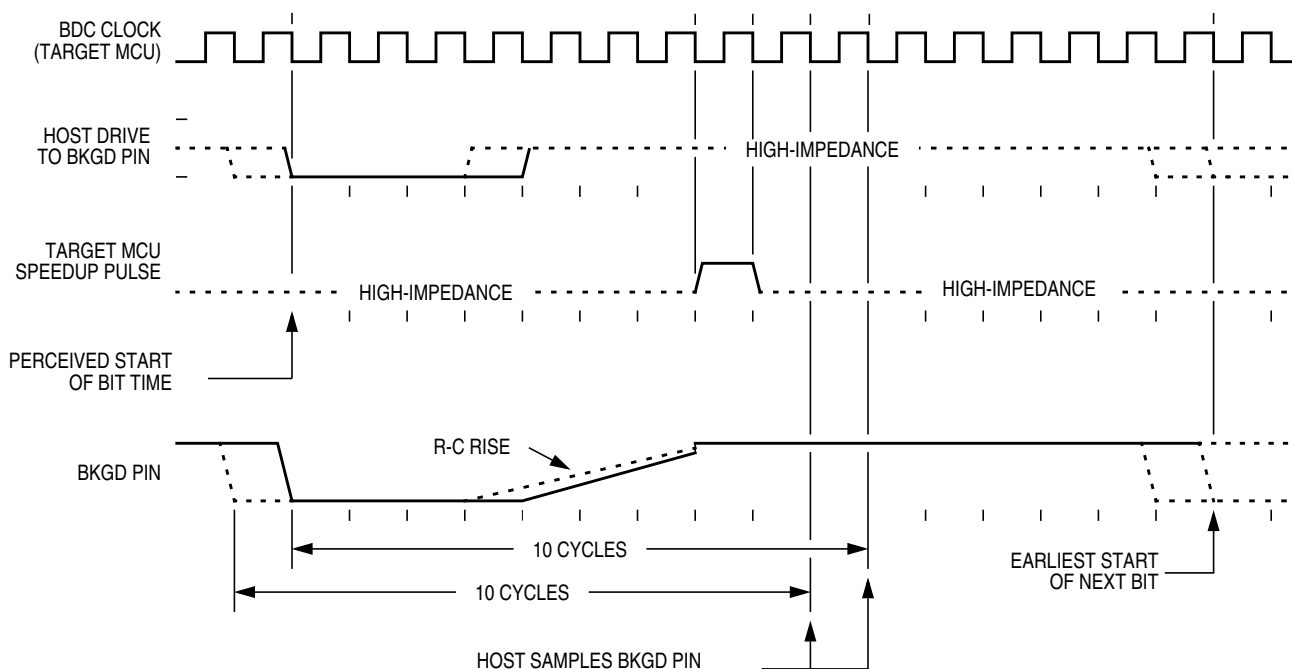 BDC CLOCK
(TARGET MCU)
HOST DRIVE
TO BKGD PIN
HIGH-IMPEDANCE
TARGET MCU
SPEEDUP PULSE
HIGH-IMPEDANCE
HIGH-IMPEDANCE
PERCEIVED START
OF BIT TIME
R-C RISE
BKGD PIN
10 CYCLES
EARLIEST START
OF NEXT BIT
10 CYCLES
HOST SAMPLES BKGD PIN